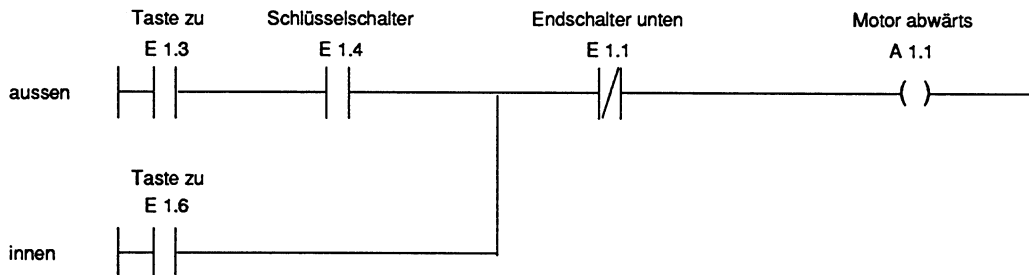 Taste zu Schlüsselschalter Endschalter unten Motor abwärts
E 1.3 E 1.4 E 1.1 A 1.1
aussen
Taste zu
E 1.6
innen